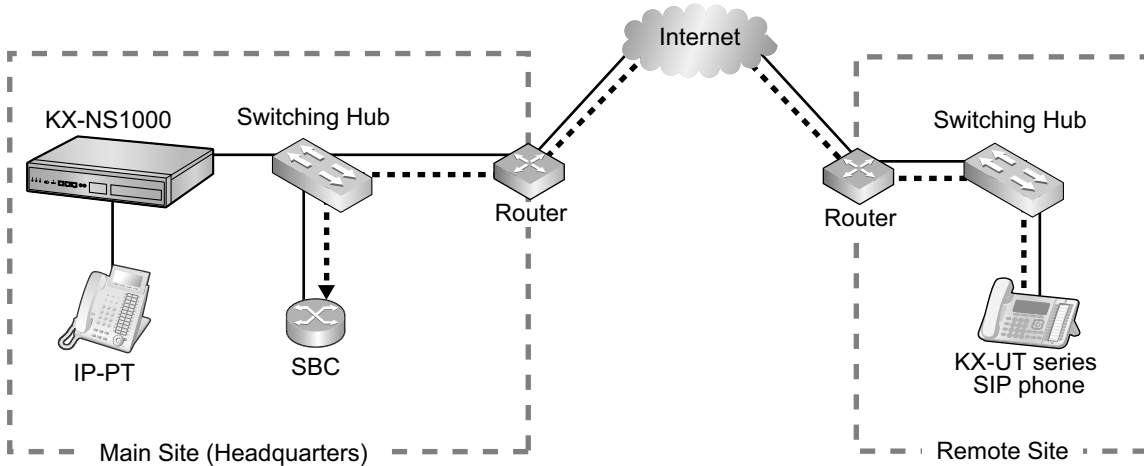 Internet
KX-NS1000
Switching Hub
Switching Hub
Router
Router
IP-PT
SBC
KX-UT series
SIP phone
Main Site (Headquarters)
Remote Site